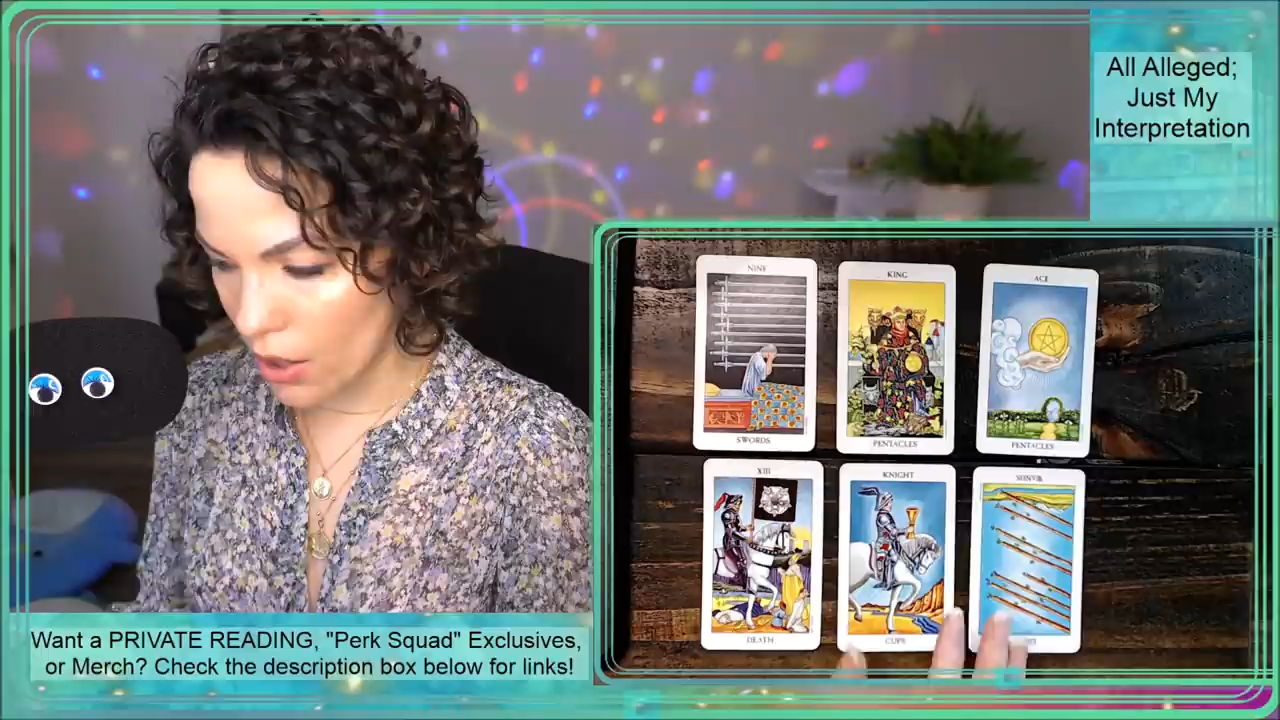 All Alleged;
Just My
Interpretation
NINE
KING
ACE
SWORDS
PENTACLES
PENTACLES
XIII
KNIGHT
WANDS
DEATH
CUPS
Want a PRIVATE READING, "Perk Squad" Exclusives,
or Merch? Check the description box below for links!